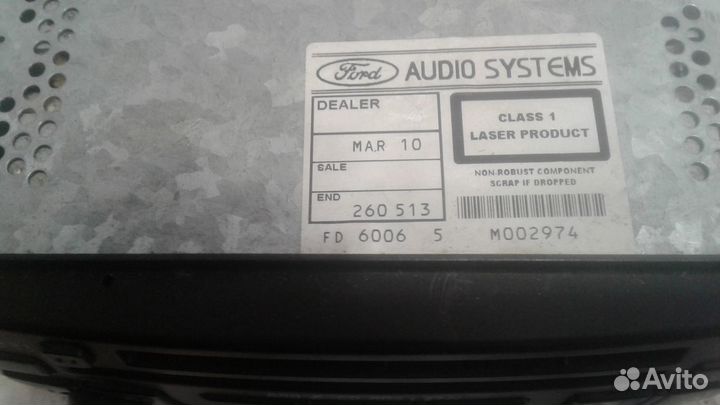 Ford AUDIO SYSTEMS
DEALER
MAR 10
SALE
END
260 513
FD 6006 5
CLASS 1
LASER PRODUCT
NON-ROBUST COMPONENT
SCRAP IF DROPPED
M002974
Avito